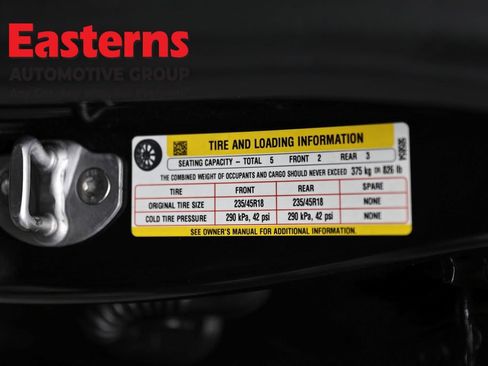 Easterns
AUTOMOTIVE GROUP
TIRE AND LOADING INFORMATION
SEATING CAPACITY - TOTAL 5 FRONT 2 REAR 3
THE COMBINED WEIGHT OF OCCUPANTS AND CARGO SHOULD NEVER EXCEED 375 kg OR 826 lb
TIRE FRONT REAR SPARE
ORIGINAL TIRE SIZE 235/45R18 235/45R18 NONE
COLD TIRE PRESSURE 290 kPa, 42 psi 290 kPa, 42 psi NONE
SEE OWNER'S MANUAL FOR ADDITIONAL INFORMATION.